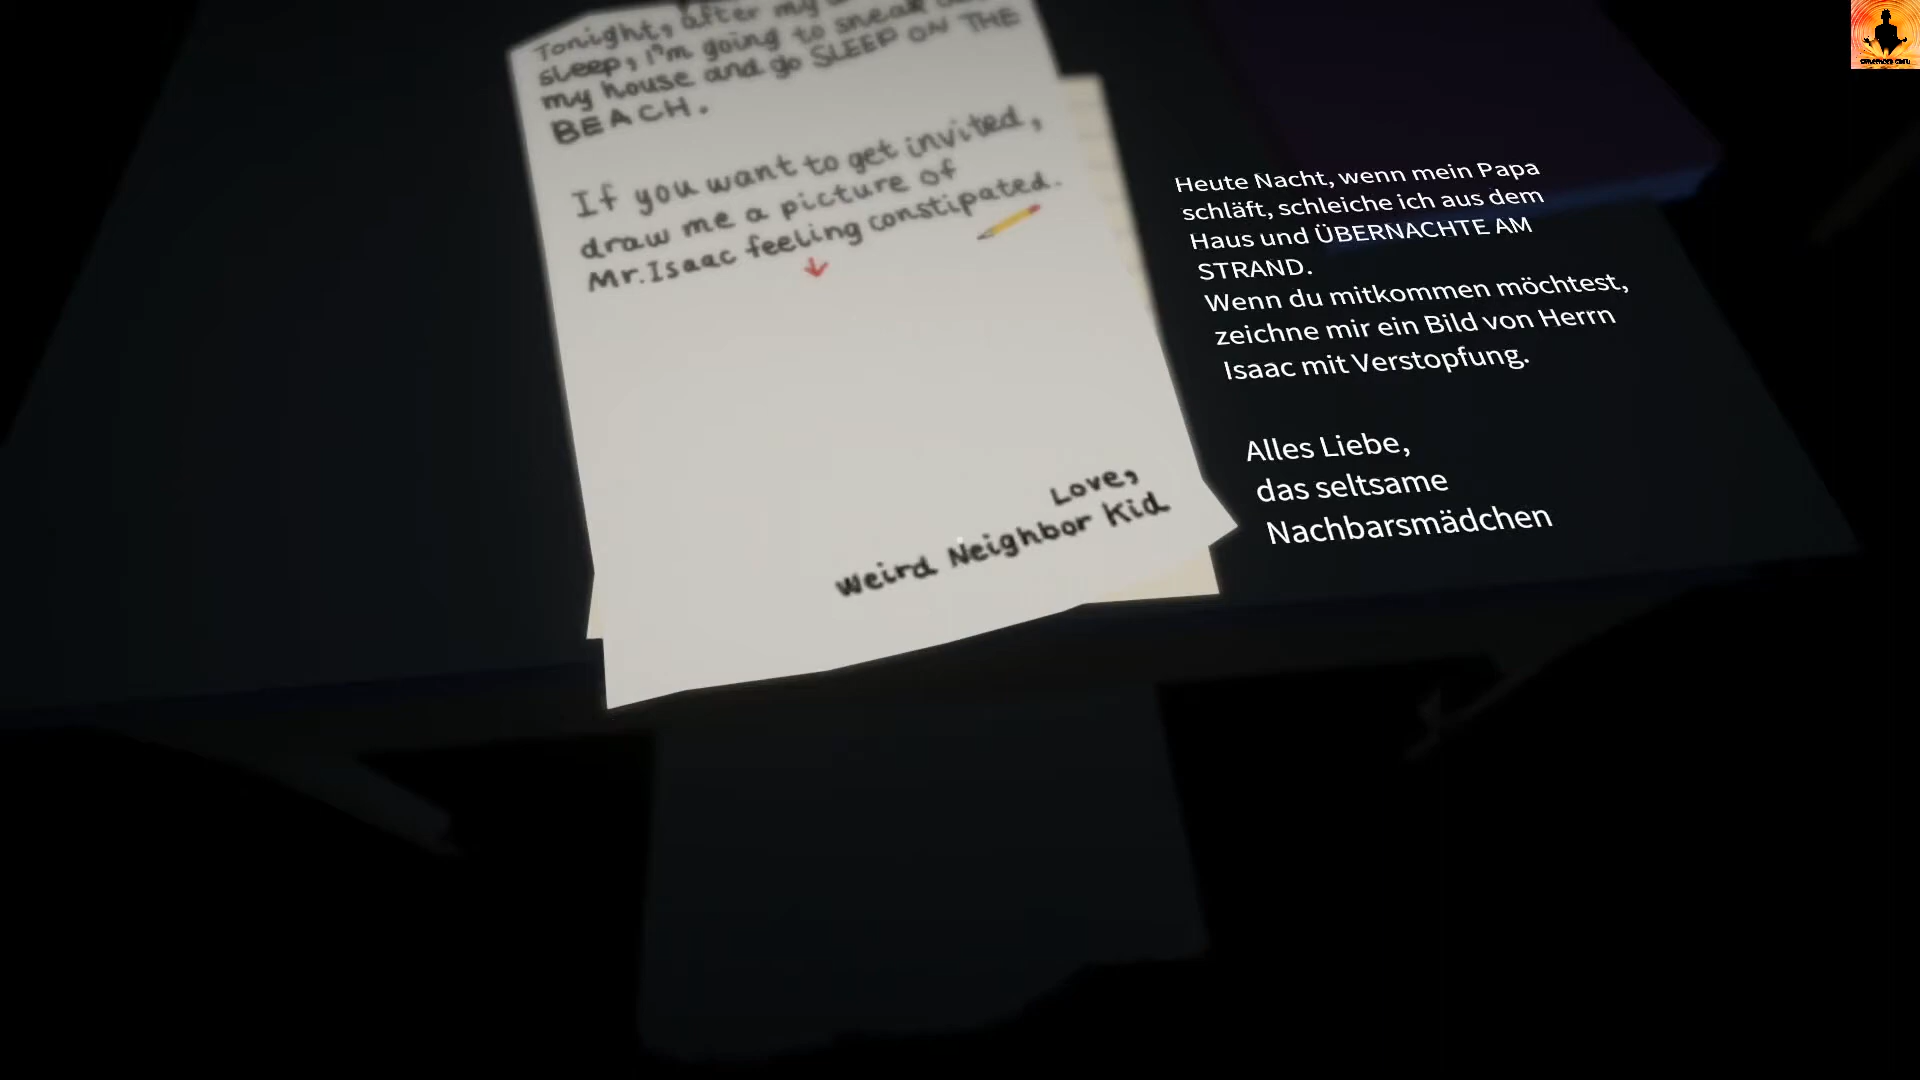 Tonight, after my
sleep, I'm going to sneak
my house and go SLEEP ON THE
BEACH.
If you want to get invited,
draw me a picture of
Mr. Isaac feeling constipated.
Love,
Weird Neighbor Kid
Heute Nacht, wenn mein Papa
schläft, schleiche ich aus dem
Haus und ÜBERNACHTE AM
STRAND.
Wenn du mitkommen möchtest,
zeichne mir ein Bild von Herrn
Isaac mit Verstopfung.
Alles Liebe,
das seltsame
Nachbarsmädchen